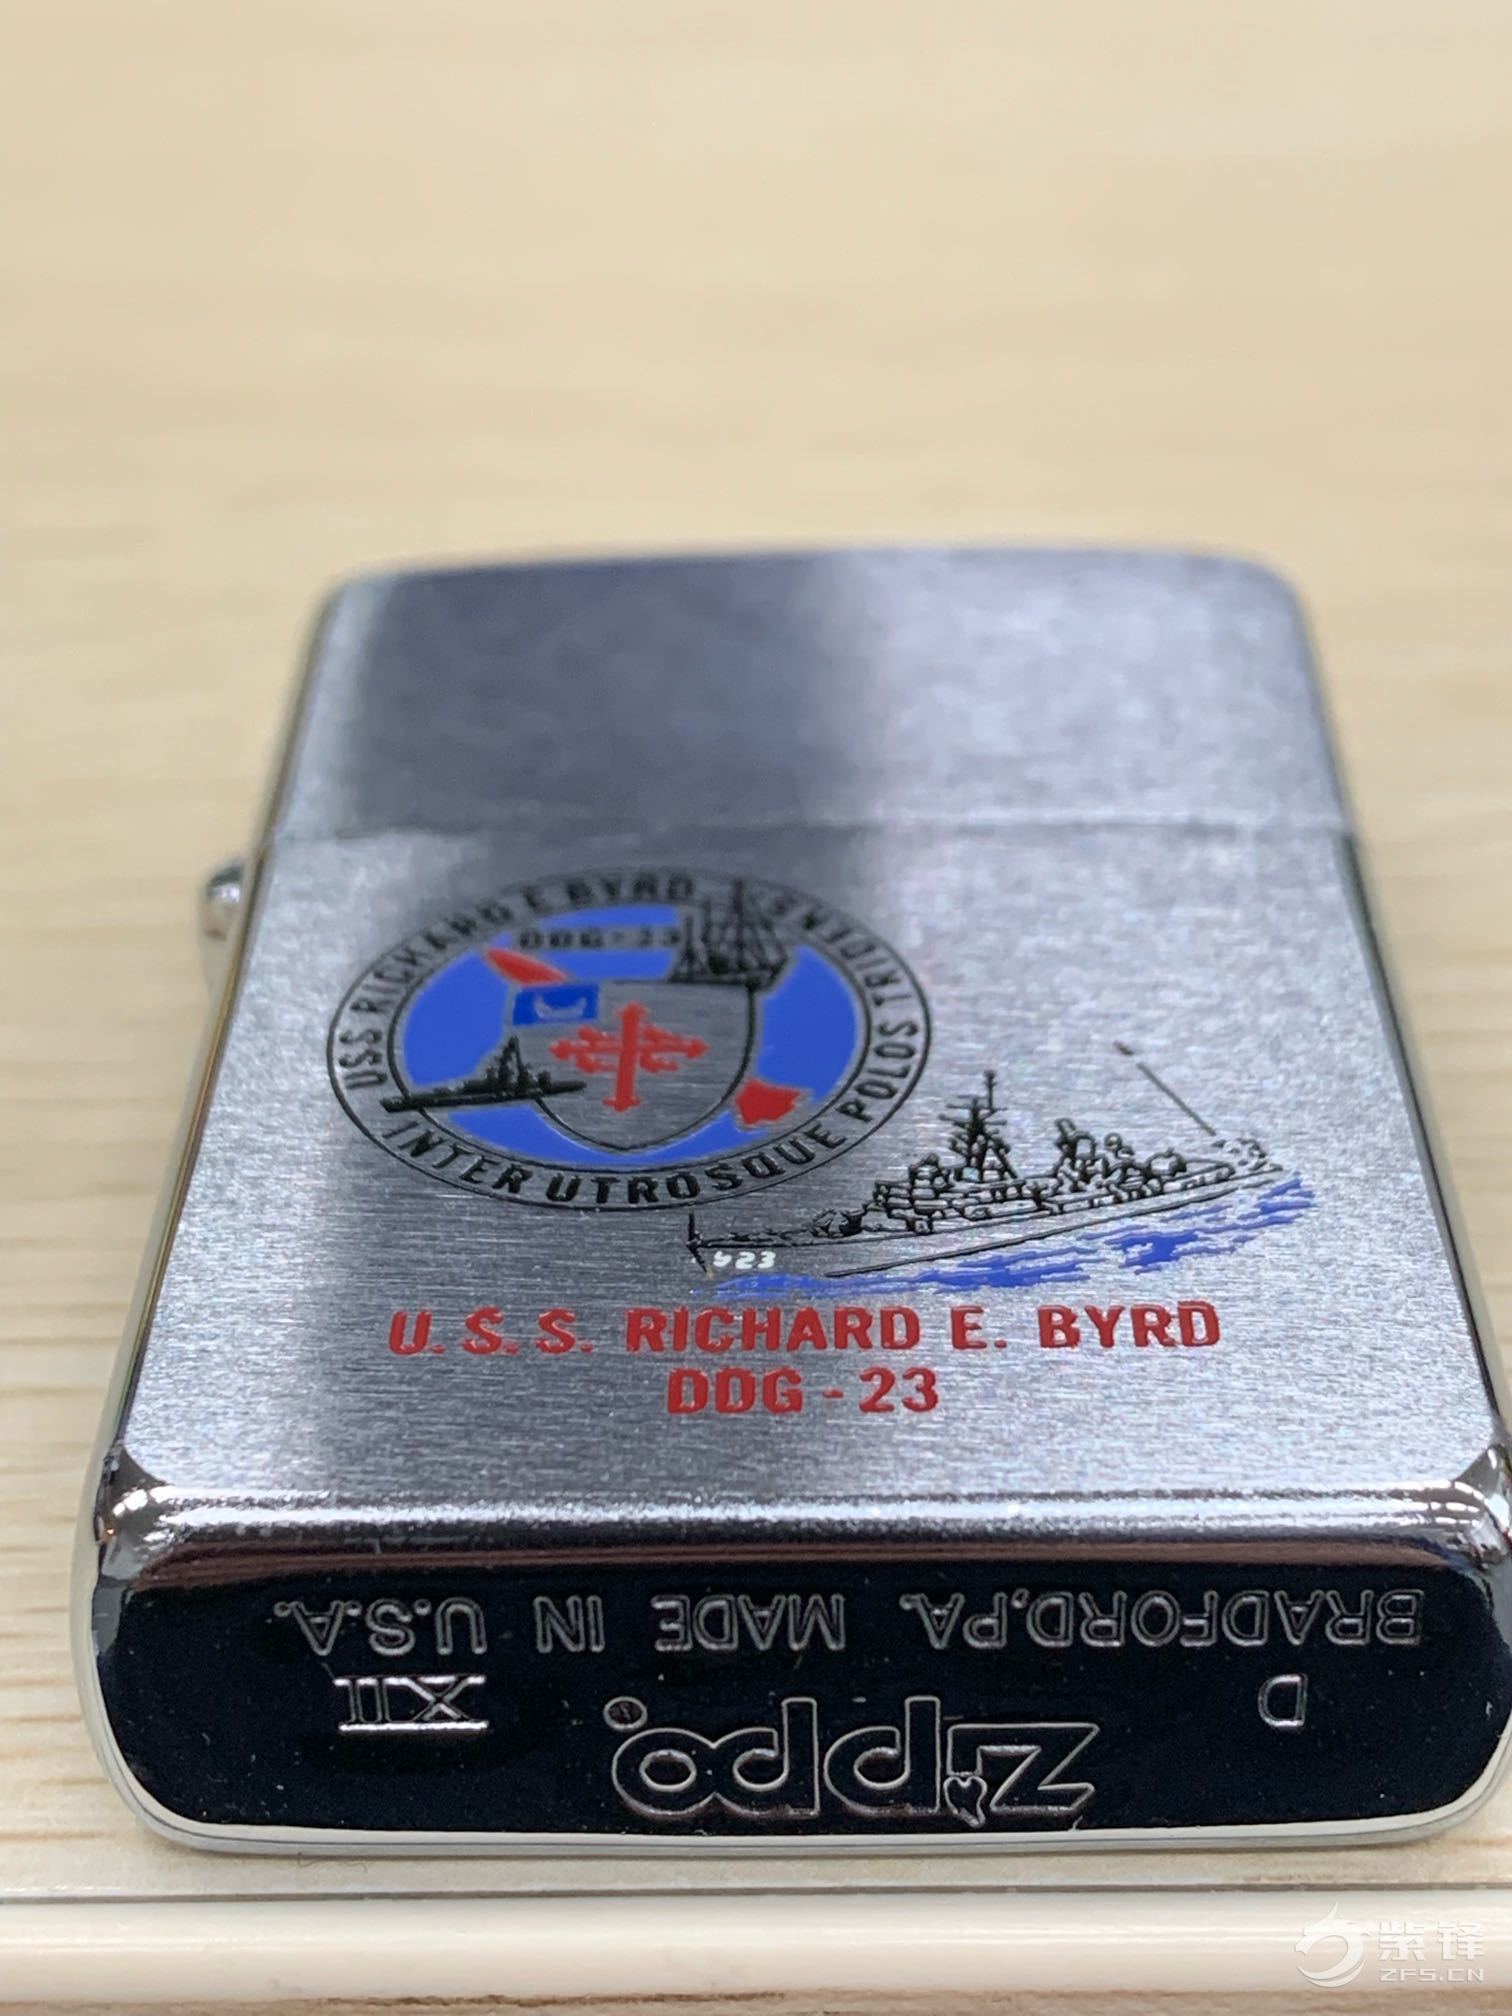 USS RICHARD E BYRD
DDG-23
INTER UTROSQUE POLOS TRIDENS
923
U.S.S. RICHARD E. BYRD
DDG-23
BRADFORD,PA. MADE IN U.S.A.
D Zippo® XII
紫锋
ZFS.CN